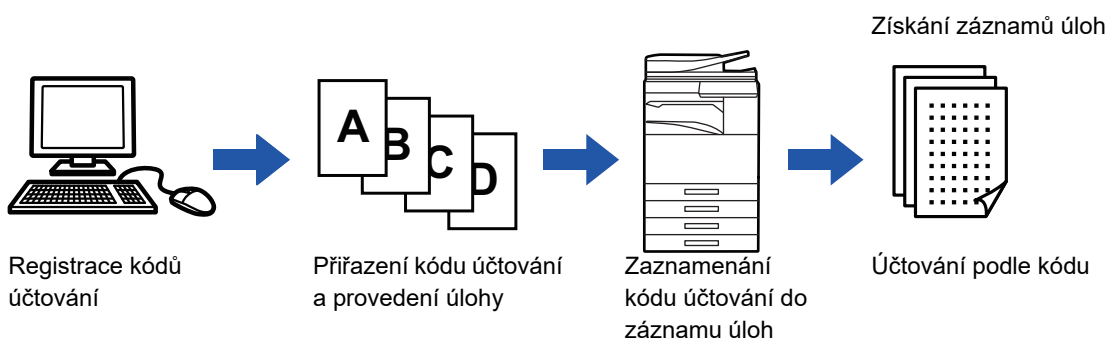 Získání záznamů úloh
A
B
C
D
Registrace kódů
účtování
Přiřazení kódu účtování
a provedení úlohy
Zaznamenání
kódu účtování do
záznamu úloh
Účtování podle kódu